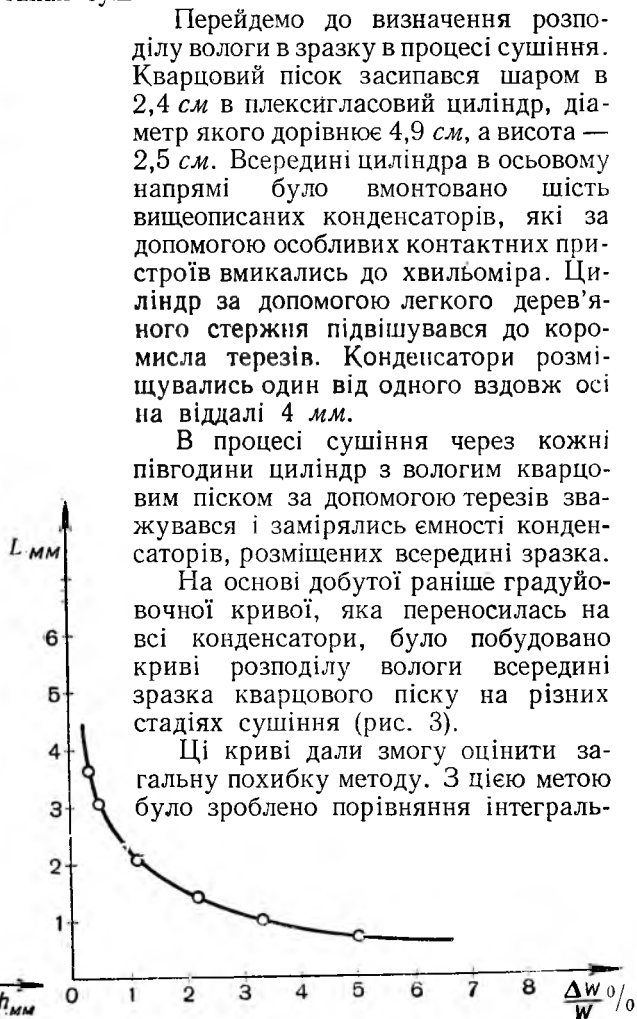 Перейдемо до визначення розпо-
ділу вологи в зразку в процесі сушіння.
Кварцовий пісок засипався шаром в
2,4 см в плексигласовий циліндр, діа-
метр якого дорівнює 4,9 см, а висота —
2,5 см. Всередині циліндра в осьовому
напрямі було вмонтовано шість
вищеописаних конденсаторів, які за
допомогою особливих контактних при-
строїв вмикались до хвильоміра. Ци-
ліндр за допомогою легкого дерев'я-
ного стержня підвішувався до коро-
мисла терезів. Конденсатори розмі-
щувались один від одного вздовж осі
на віддалі 4 мм.
В процесі сушіння через кожні
півгодини циліндр з вологим кварцо-
вим піском за допомогою терезів зва-
жувався і замірялись ємності конден-
саторів, розміщених всередині зразка.
На основі добутої раніше градуйо-
вочної кривої, яка переносилась на
всі конденсатори, було побудовано
криві розподілу вологи всередині
зразка кварцового піску на різних
стадіях сушіння (рис. 3).
Ці криві дали змогу оцінити за-
гальну похибку методу. З цією метою
було зроблено порівняння інтеграль-
L мм
6
5
4
3
2
1
h, мм
0 1 2 3 4 5 6 7 8 ΔW/W %